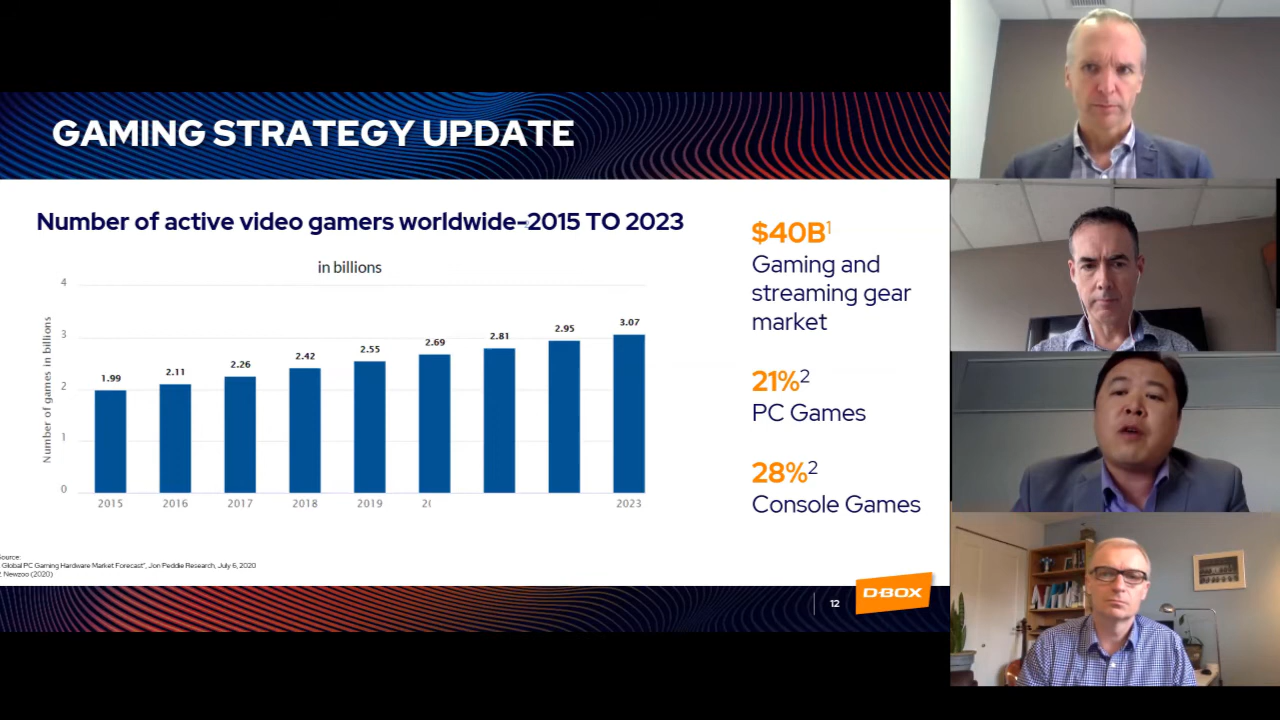 GAMING STRATEGY UPDATE
Number of active video gamers worldwide-2015 TO 2023
in billions
Number of games in billions
4
3
2
1
0
1.99
2.11
2.26
2.42
2.55
2.69
2.81
2.95
3.07
2015
2016
2017
2018
2019
2023
$40B1
Gaming and
streaming gear
market
21%2
PC Games
28%2
Console Games
Global PC Gaming Hardware Market Forecast", Jon Peddie Research, July 6, 2020
Newzoo (2020)
12
D-BOX